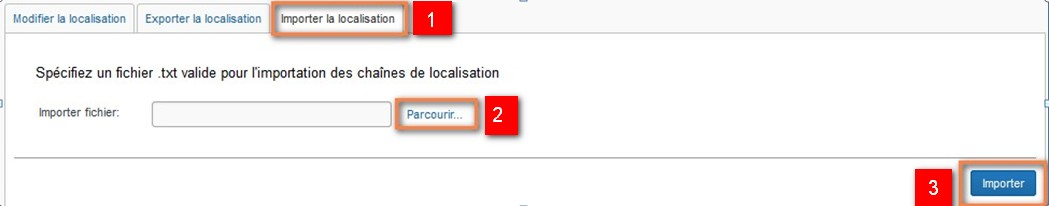 Modifier la localisation Exporter la localisation Importer la localisation 1
Spécifiez un fichier .txt valide pour l'importation des chaînes de localisation
Importer fichier: Parcourir... 2
3 Importer